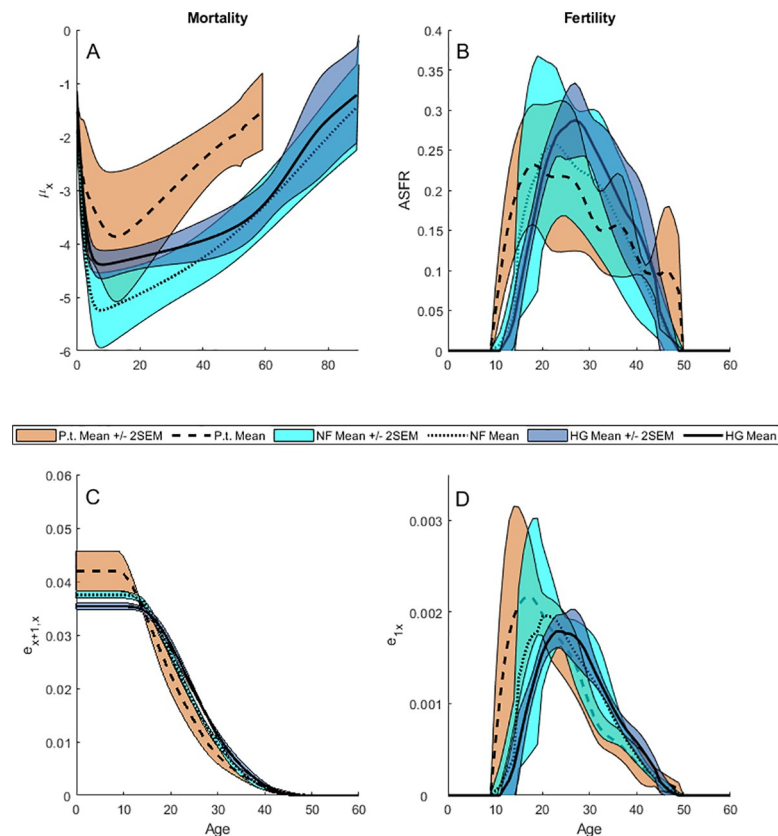 Mortality
A
0
-1
-2
-3
-4
-5
-6
μx
0 20 40 60 80
Fertility
B
0.4
0.35
0.3
0.25
0.2
0.15
0.1
0.05
0
ASFR
0 10 20 30 40 50 60
P.t. Mean +/- 2SEM P.t. Mean NF Mean +/- 2SEM NF Mean HG Mean +/- 2SEM HG Mean
C
0.06
0.05
0.04
0.03
0.02
0.01
0
ex+1,x
0 10 20 30 40 50 60
Age
D
0.003
0.002
0.001
0.000
e1x
0 10 20 30 40 50 60
Age